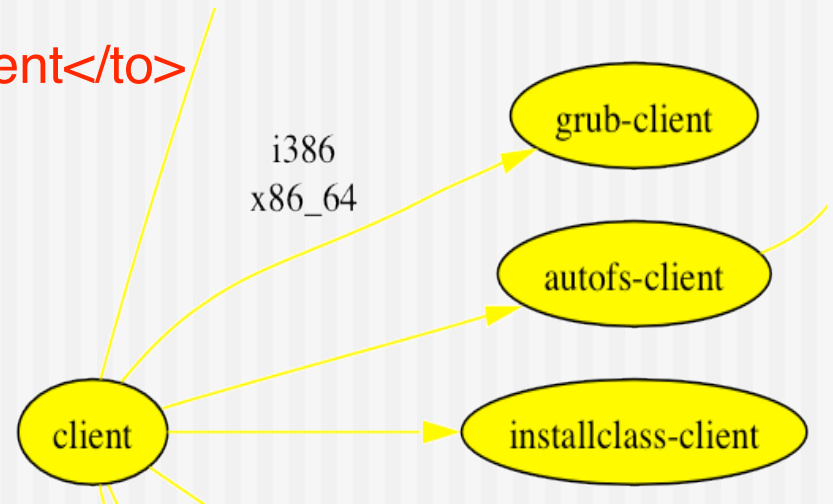 ent</to>
i386
x86_64
grub-client
autofs-client
client
installclass-client